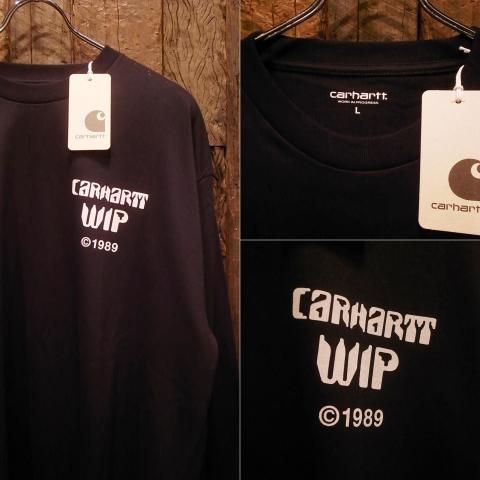 carhartt
CARHARTT
WIP
©1989
carhartt.
WORK IN PROGRESS
L
carhartt
CARHARTT
WIP
©1989